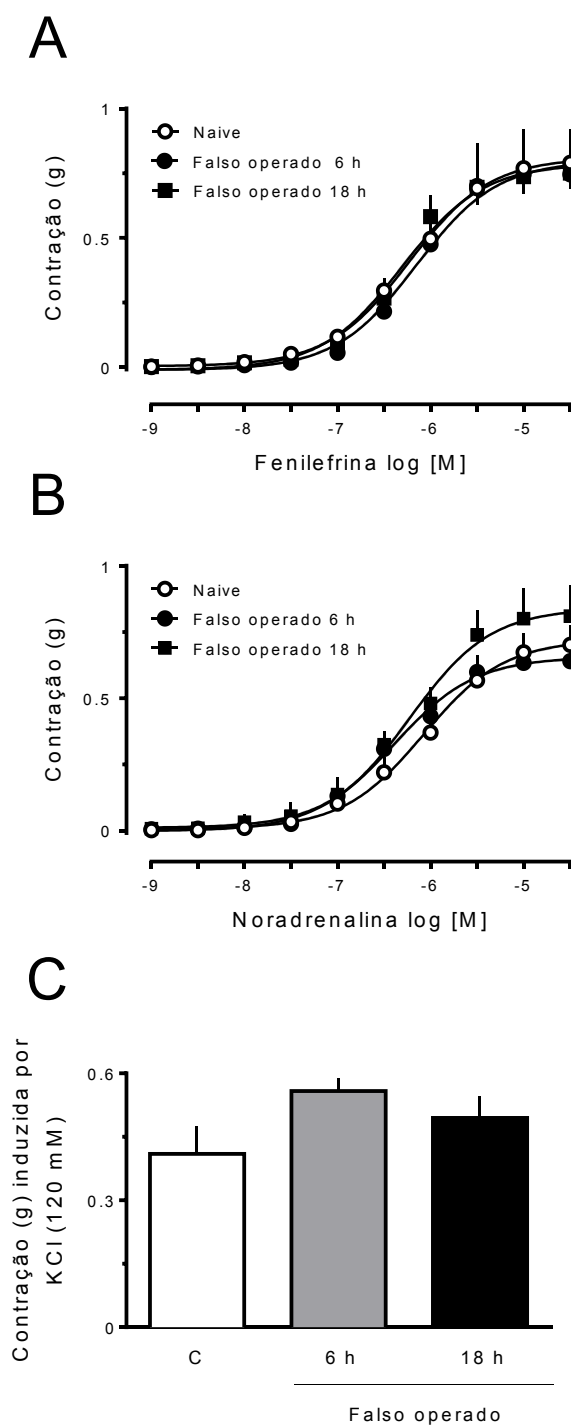 A
1
Naive
Falso operado 6 h
Falso operado 18 h
0.5
Contração (g)
0
-9 -8 -7 -6 -5
Fenilefrina log [M]
B
1
Naive
Falso operado 6 h
Falso operado 18 h
0.5
Contração (g)
0
-9 -8 -7 -6 -5
Noradrenalina log [M]
C
Contração (g) induzida por
KCl (120 mM)
0.6
0.3
0
C 6 h 18 h
Falso operado